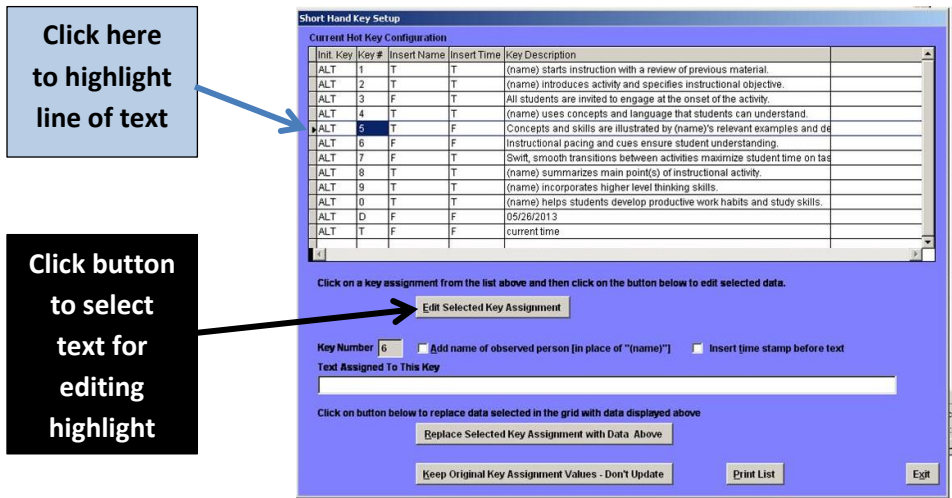 Click here
to highlight
line of text
Click button
to select
text for
editing
highlight
Short Hand Key Setup
Current Hot Key Configuration
Init. Key Key # Insert Name Insert Time Key Description
ALT 1 T T (name) starts instruction with a review of previous material.
ALT 2 T T (name) introduces activity and specifies instructional objective.
ALT 3 F T All students are invited to engage at the onset of the activity.
ALT 4 T T (name) uses concepts and language that students can understand.
ALT 5 T F Concepts and skills are illustrated by (name)'s relevant examples and de
ALT 6 F F Instructional pacing and cues ensure student understanding.
ALT 7 F T Swift, smooth transitions between activities maximize student time on tas
ALT 8 T T (name) summarizes main point(s) of instructional activity.
ALT 9 T T (name) incorporates higher level thinking skills.
ALT 0 T T (name) helps students develop productive work habits and study skills.
ALT D F F 05/26/2013
ALT T F F current time
Click on a key assignment from the list above and then click on the button below to edit selected data.
Edit Selected Key Assignment
Key Number 6 Add name of observed person [in place of "(name)"] Insert time stamp before text
Text Assigned To This Key
Click on button below to replace data selected in the grid with data displayed above
Replace Selected Key Assignment with Data Above
Keep Original Key Assignment Values - Don't Update Print List Exit